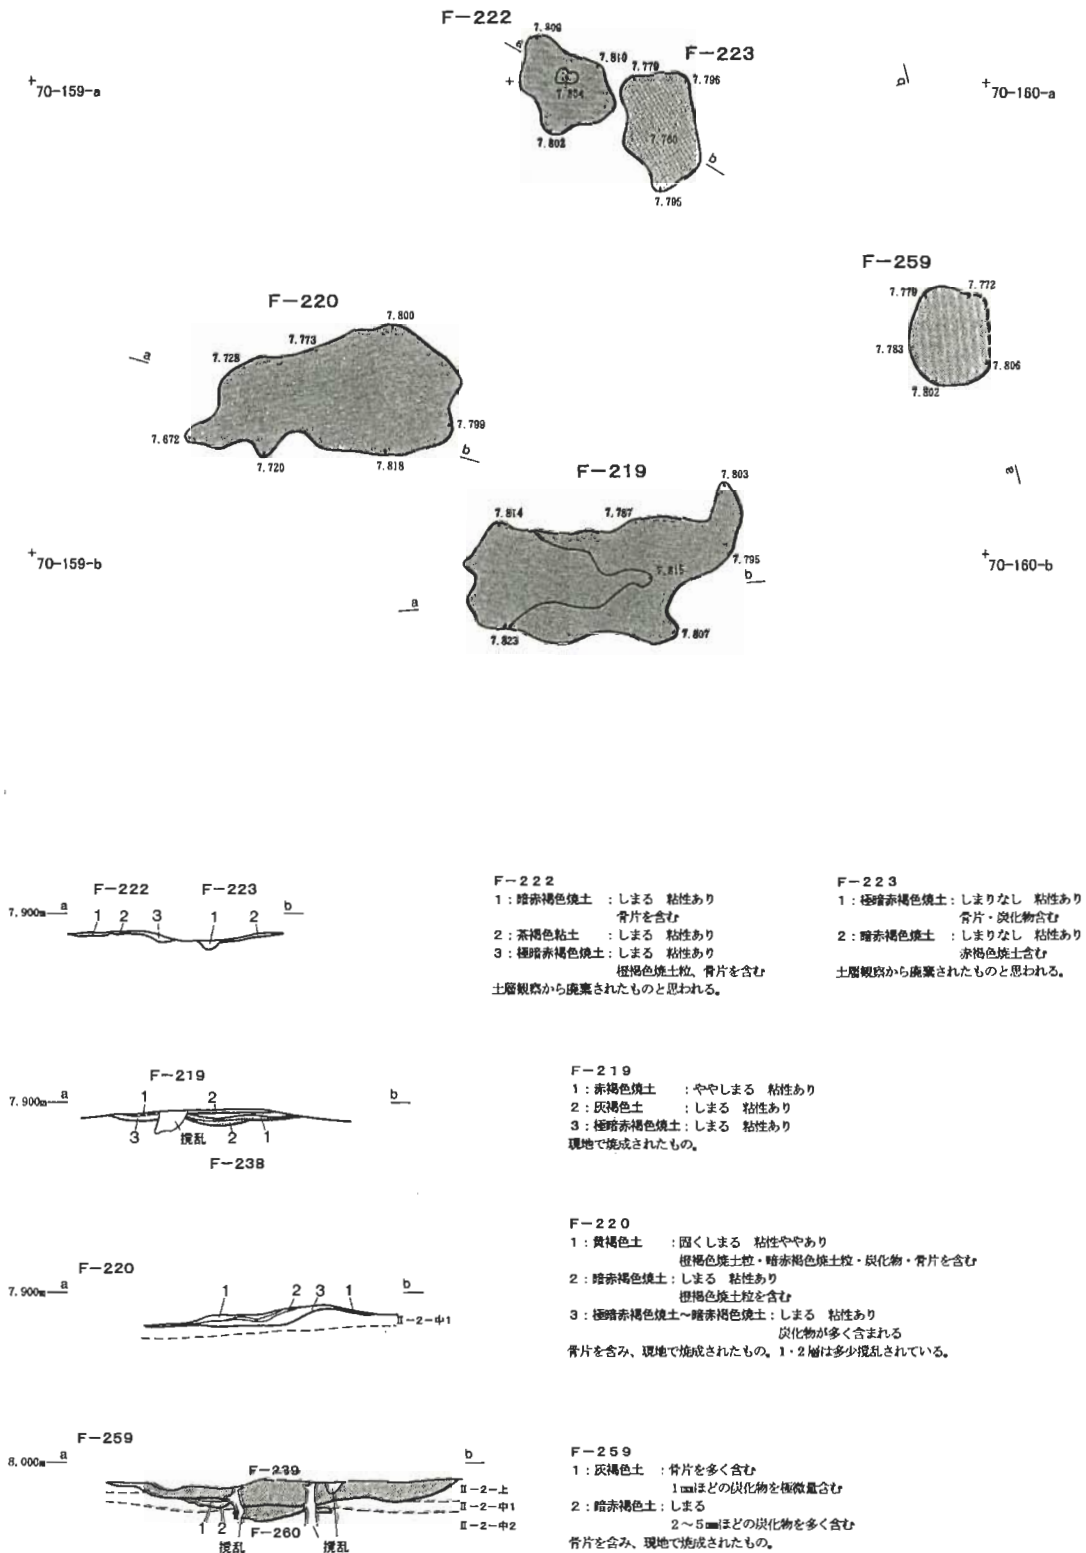 F-222
7.809
a
7.810
F-223
7.779
7.796
7.804
7.760
7.802
b
7.795
b
70-159-a
70-160-a
F-259
7.779
7.772
7.783
7.806
7.802
F-220
7.800
7.773
7.728
a
7.799
7.672
b
7.720
7.818
F-219
7.803
7.814
7.787
a
7.795
7.815
b
70-159-b
70-160-b
a
7.823
7.807
F-222 F-223
7.900m a b
1 2 3 1 2
F-222
1：暗赤褐色焼土 ：しまる 粘性あり
骨片を含む
2：茶褐色粘土 ：しまる 粘性あり
3：極暗赤褐色焼土：しまる 粘性あり
橙褐色焼土粒、骨片を含む
土層観察から廃棄されたものと思われる。
F-223
1：極暗赤褐色焼土：しまりなし 粘性あり
骨片・炭化物含む
2：暗赤褐色焼土 ：しまりなし 粘性あり
赤褐色焼土含む
土層観察から廃棄されたものと思われる。
F-219
7.900m a b
1 2
3 攪乱 2 1
F-238
F-219
1：赤褐色焼土 ：ややしまる 粘性あり
2：灰褐色土 ：しまる 粘性あり
3：極暗赤褐色焼土：しまる 粘性あり
現地で焼成されたもの。
F-220
7.900m a b
1 2 3 1
Ⅱ-2-中1
F-220
1：黄褐色土 ：固くしまる 粘性ややあり
橙褐色焼土粒・暗赤褐色焼土粒・炭化物・骨片を含む
2：暗赤褐色焼土：しまる 粘性あり
橙褐色焼土粒を含む
3：極暗赤褐色焼土～暗赤褐色焼土：しまる 粘性あり
炭化物が多く含まれる
骨片を含み、現地で焼成されたもの。1・2層は多少攪乱されている。
F-259
8.000m a b
F-239
Ⅱ-2-上
Ⅱ-2-中1
Ⅱ-2-中2
1 2 F-260
攪乱 攪乱
F-259
1：灰褐色土 ：骨片を多く含む
1㎜ほどの炭化物を極微量含む
2：暗赤褐色土：しまる
2～5㎜ほどの炭化物を多く含む
骨片を含み、現地で焼成されたもの。